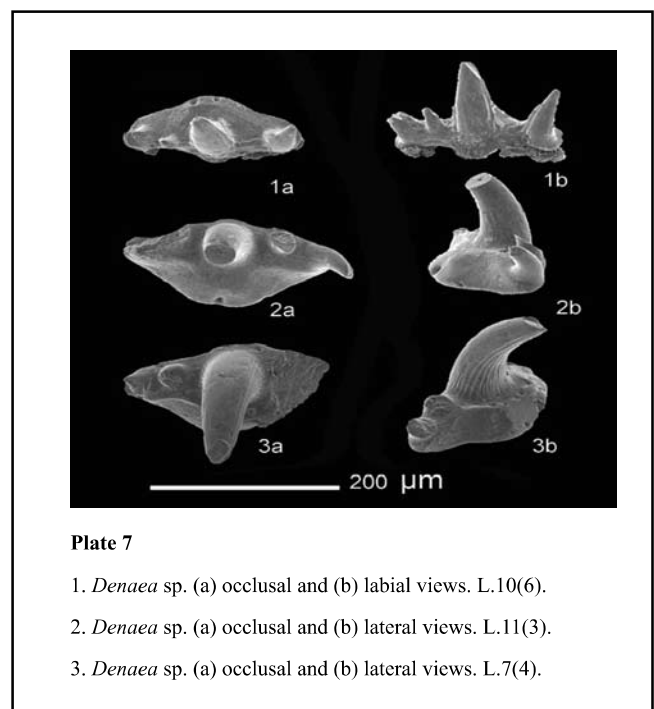 1a
1b
2a
2b
3a
3b
200 μm
Plate 7
1. Denaea sp. (a) occlusal and (b) labial views. L.10(6).
2. Denaea sp. (a) occlusal and (b) lateral views. L.11(3).
3. Denaea sp. (a) occlusal and (b) lateral views. L.7(4).